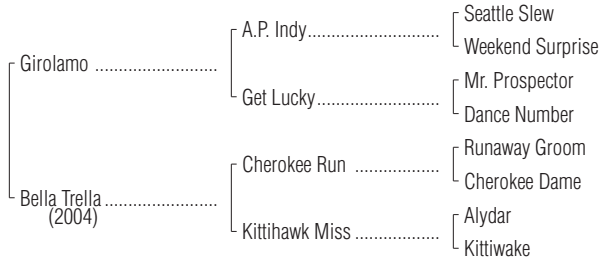 Seattle Slew
A.P. Indy
Weekend Surprise
Girolamo
Mr. Prospector
Get Lucky
Dance Number
Runaway Groom
Cherokee Run
Cherokee Dame
Bella Trella
(2004)
Alydar
Kittihawk Miss
Kittiwake